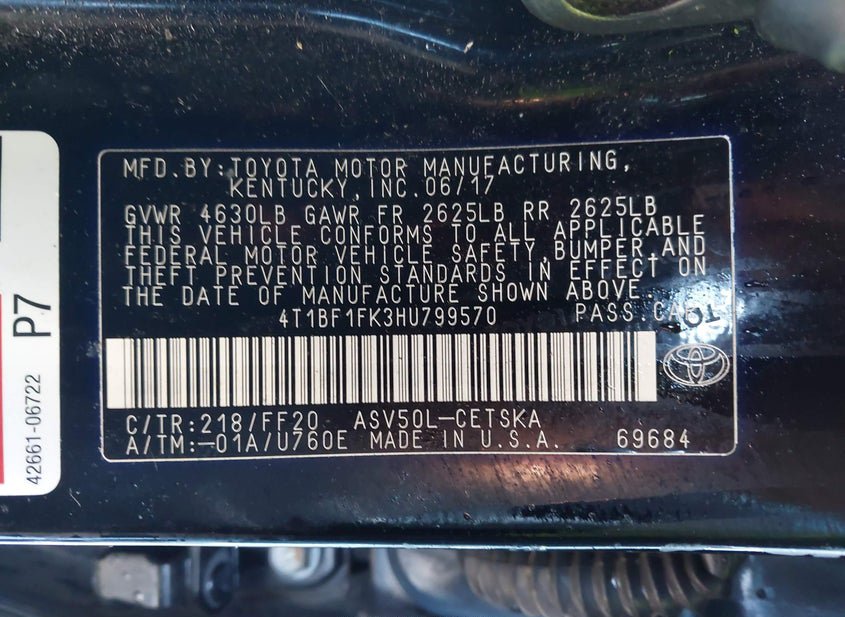 MFD.BY:TOYOTA MOTOR MANUFACTURING,
KENTUCKY,INC.06/17
GVWR 4630LB GAWR FR 2625LB RR 2625LB
THIS VEHICLE CONFORMS TO ALL APPLICABLE
FEDERAL MOTOR VEHICLE SAFETY,BUMPER,AND
THEFT PREVENTION STANDARDS IN EFFECT ON
THE DATE OF MANUFACTURE SHOWN ABOVE.
4T1BF1FK3HU799570 PASS.CAR
C/TR:218/FF20 ASV50L-CETSKA
A/TM:-01A/U760E MADE IN U.S.A. 69684
P7
42661-06722